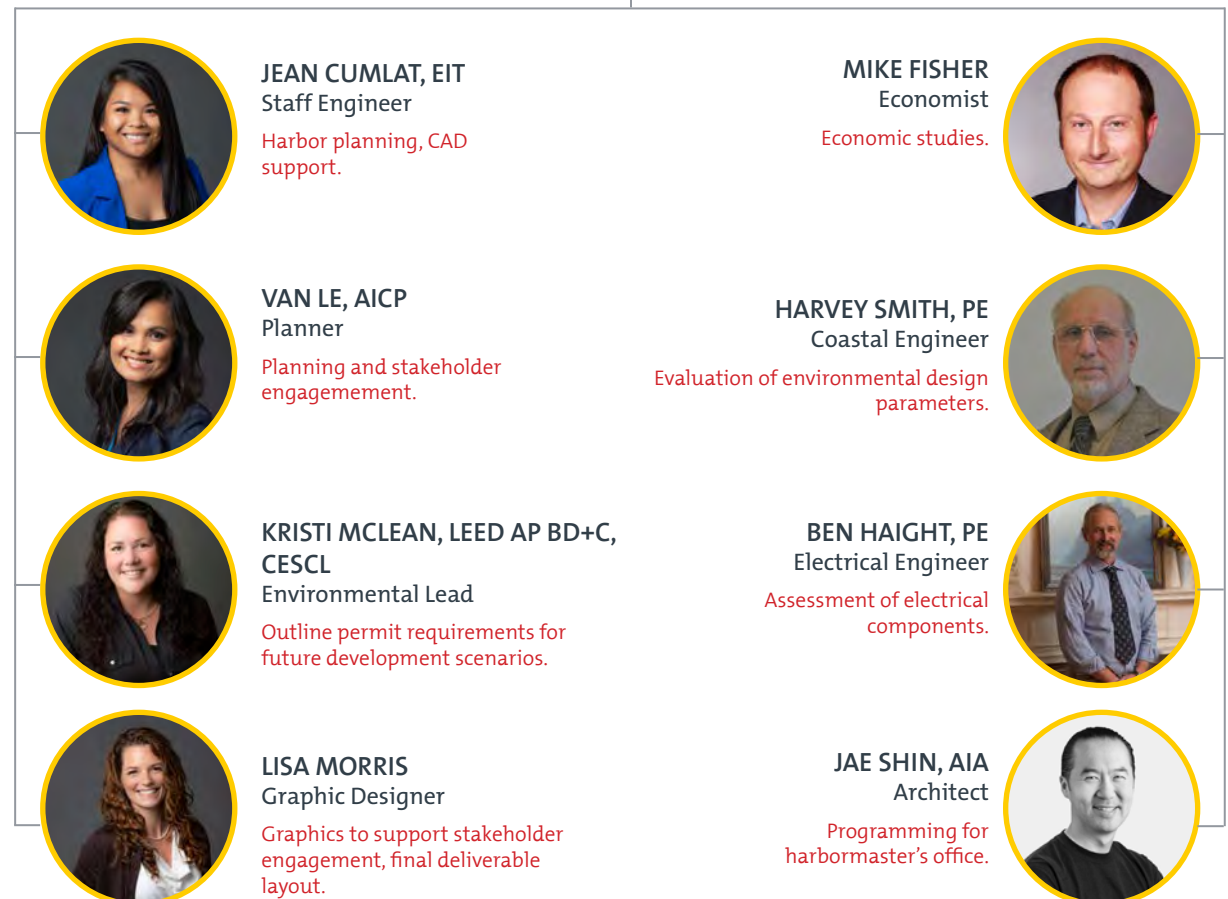 JEAN CUMLAT, EIT
Staff Engineer
Harbor planning, CAD
support.
VAN LE, AICP
Planner
Planning and stakeholder
engagemement.
KRISTI MCLEAN, LEED AP BD+C,
CESCL
Environmental Lead
Outline permit requirements for
future development scenarios.
LISA MORRIS
Graphic Designer
Graphics to support stakeholder
engagement, final deliverable
layout.
MIKE FISHER
Economist
Economic studies.
HARVEY SMITH, PE
Coastal Engineer
Evaluation of environmental design
parameters.
BEN HAIGHT, PE
Electrical Engineer
Assessment of electrical
components.
JAE SHIN, AIA
Architect
Programming for
harbormaster’s office.